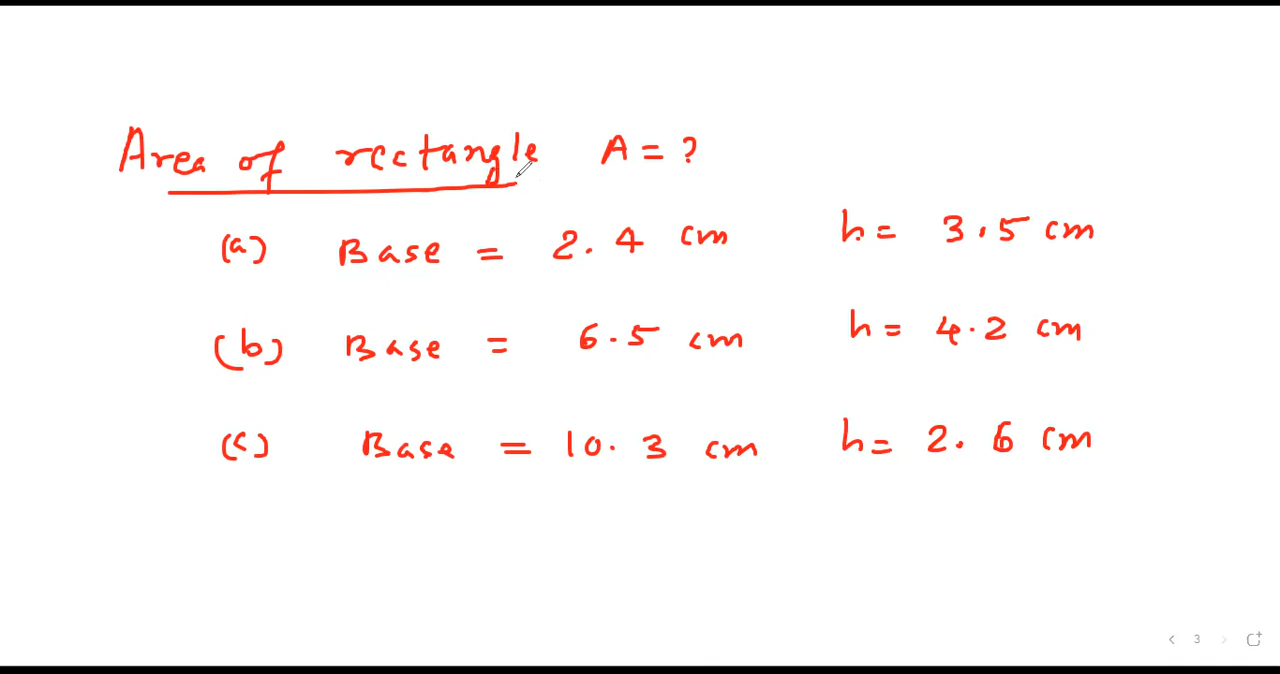 Area of rectangle A = ?
(a) Base = 2.4 cm h = 3.5 cm
(b) Base = 6.5 cm h = 4.2 cm
(c) Base = 10.3 cm h = 2.6 cm
3